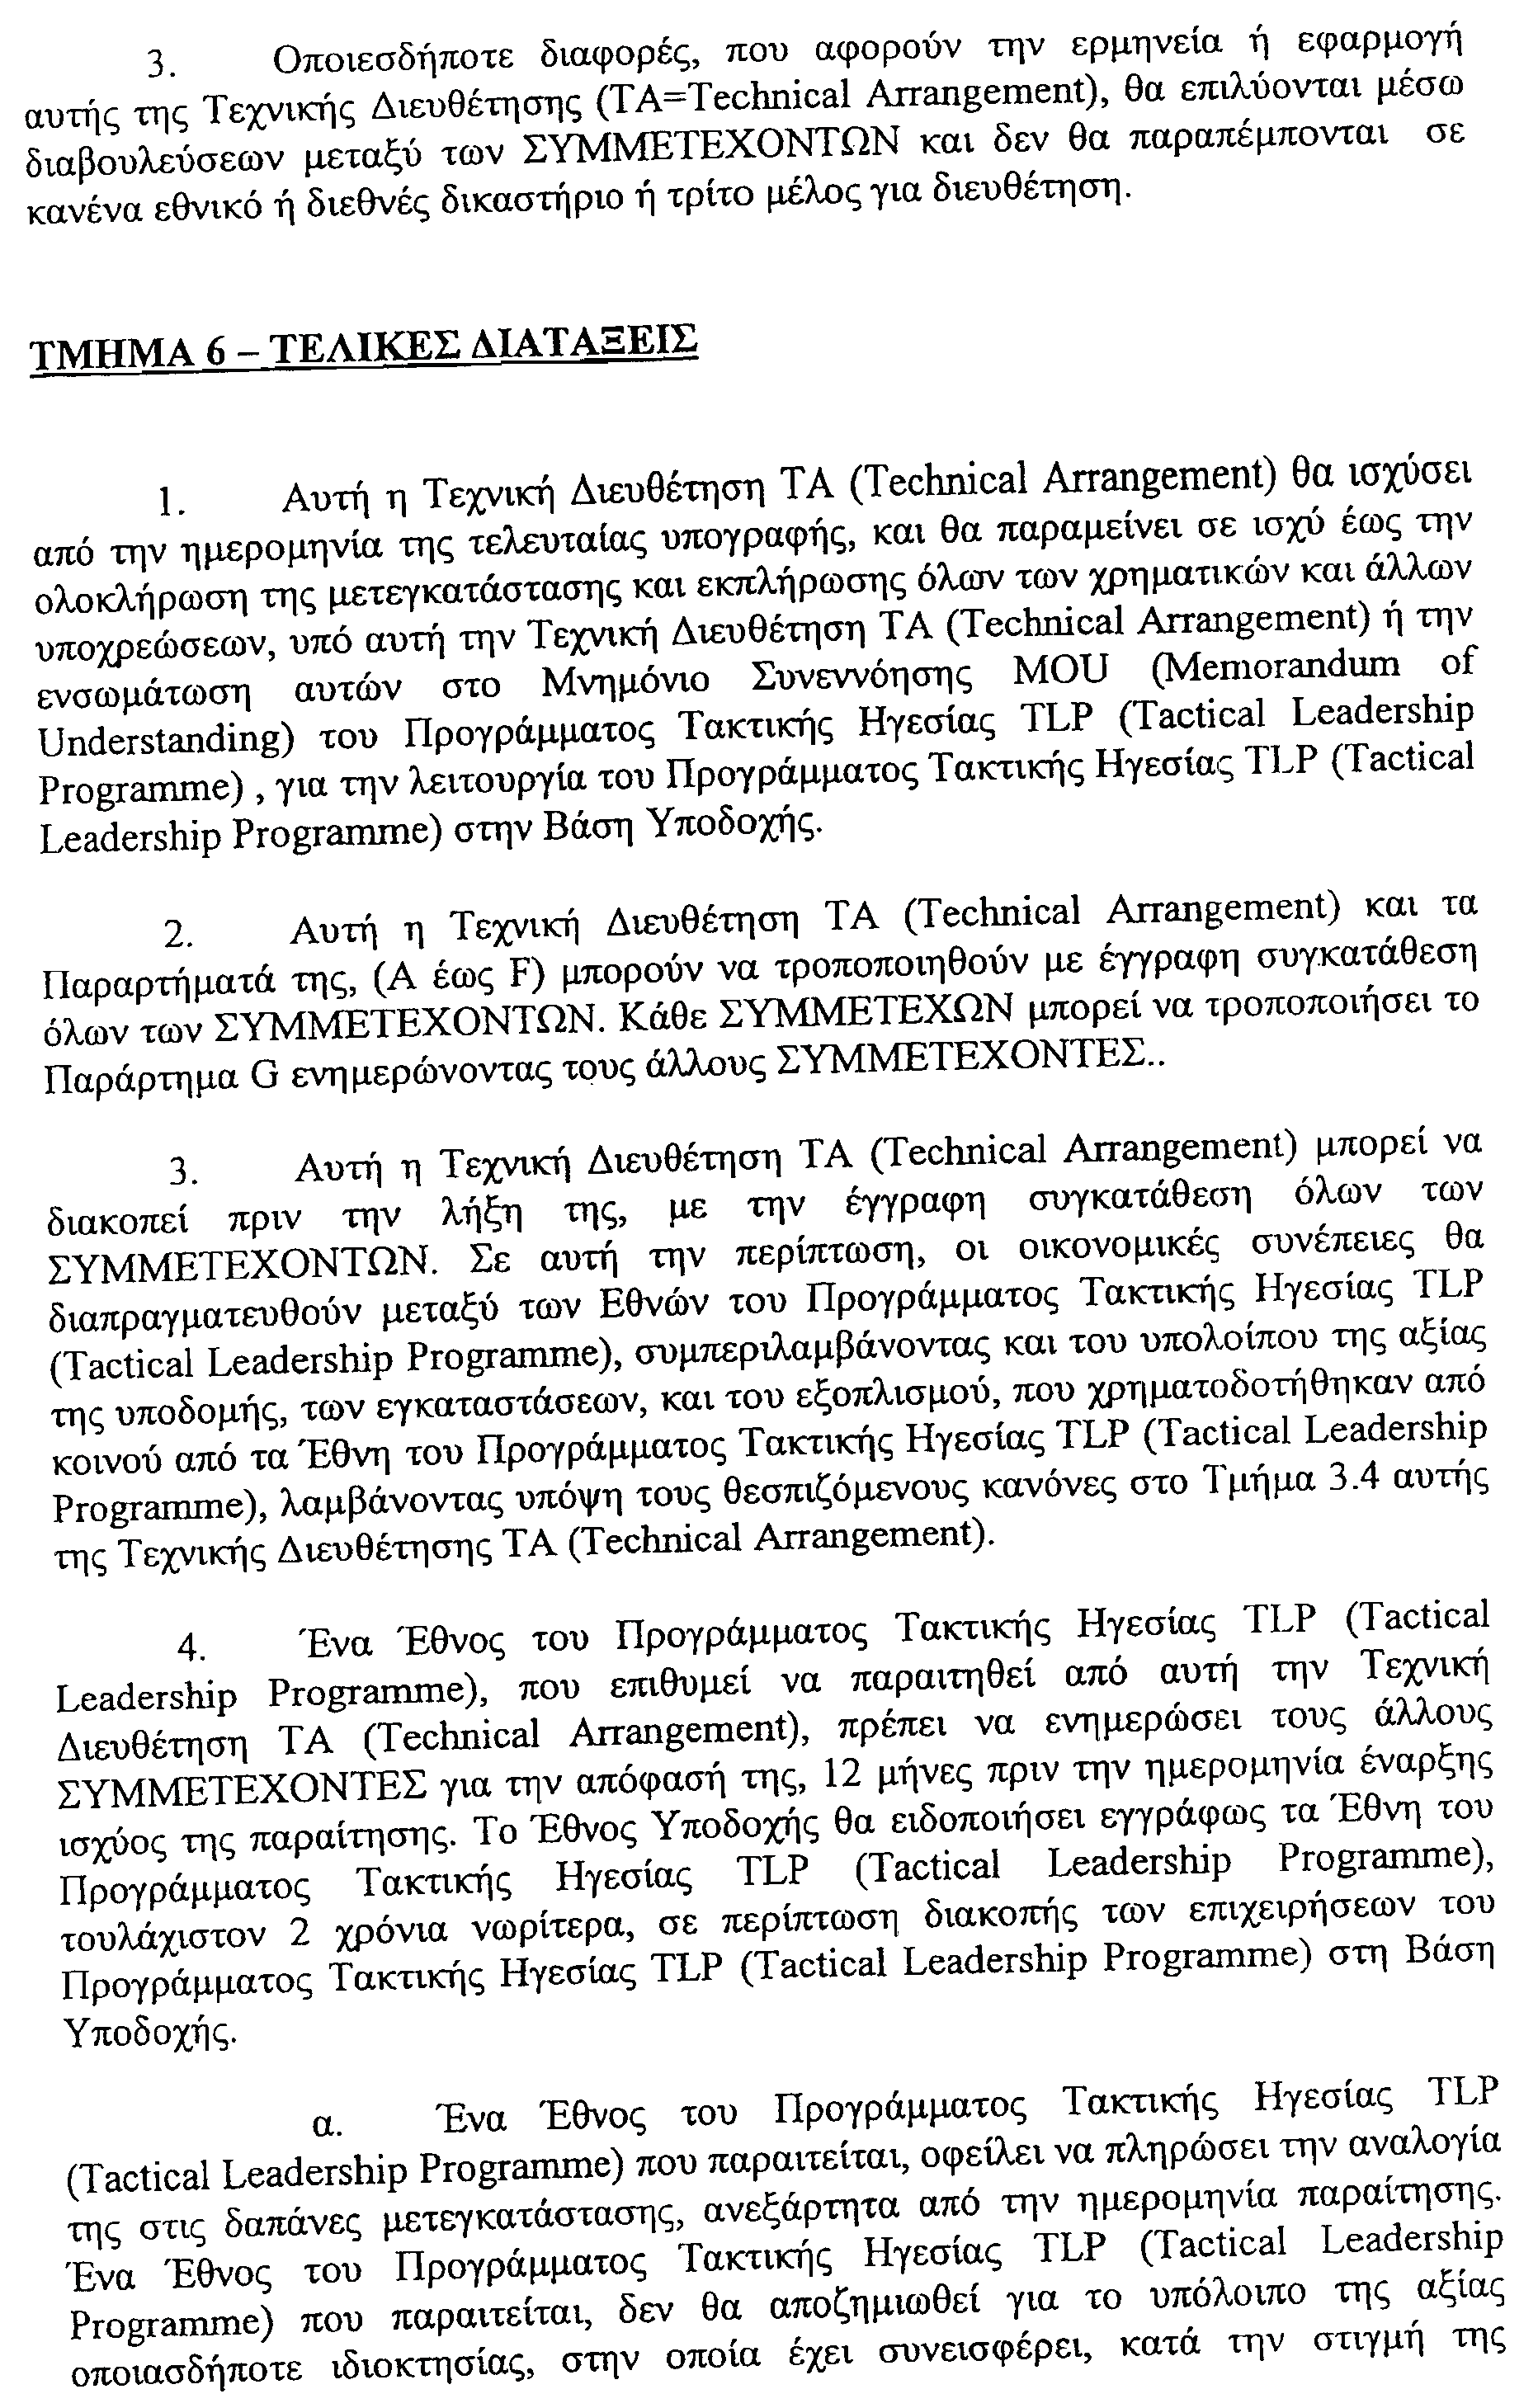 3. Οποιεσδήποτε διαφορές, που αφορούν την ερμηνεία ή εφαρμογή
αυτής της Τεχνικής Διευθέτησης (TA=Technical Arrangement), θα επιλύονται μέσω
διαβουλεύσεων μεταξύ των ΣΥΜΜΕΤΕΧΟΝΤΩΝ και δεν θα παραπέμπονται σε
κανένα εθνικό ή διεθνές δικαστήριο ή τρίτο μέλος για διευθέτηση.
ΤΜΗΜΑ 6 – ΤΕΛΙΚΕΣ ΔΙΑΤΑΞΕΙΣ
1. Αυτή η Τεχνική Διευθέτηση TA (Technical Arrangement) θα ισχύσει
από την ημερομηνία της τελευταίας υπογραφής, και θα παραμείνει σε ισχύ έως την
ολοκλήρωση της μετεγκατάστασης και εκπλήρωσης όλων των χρηματικών και άλλων
υποχρεώσεων, υπό αυτή την Τεχνική Διευθέτηση TA (Technical Arrangement) ή την
ενσωμάτωση αυτών στο Μνημόνιο Συνεννόησης MOU (Memorandum of
Understanding) του Προγράμματος Τακτικής Ηγεσίας TLP (Tactical Leadership
Programme) , για την λειτουργία του Προγράμματος Τακτικής Ηγεσίας TLP (Tactical
Leadership Programme) στην Βάση Υποδοχής.
2. Αυτή η Τεχνική Διευθέτηση TA (Technical Arrangement) και τα
Παραρτήματά της, (A έως F) μπορούν να τροποποιηθούν με έγγραφη συγκατάθεση
όλων των ΣΥΜΜΕΤΕΧΟΝΤΩΝ. Κάθε ΣΥΜΜΕΤΕΧΩΝ μπορεί να τροποποιήσει το
Παράρτημα G ενημερώνοντας τους άλλους ΣΥΜΜΕΤΕΧΟΝΤΕΣ..
3. Αυτή η Τεχνική Διευθέτηση TA (Technical Arrangement) μπορεί να
διακοπεί πριν την λήξη της, με την έγγραφη συγκατάθεση όλων των
ΣΥΜΜΕΤΕΧΟΝΤΩΝ. Σε αυτή την περίπτωση, οι οικονομικές συνέπειες θα
διαπραγματευθούν μεταξύ των Εθνών του Προγράμματος Τακτικής Ηγεσίας TLP
(Tactical Leadership Programme), συμπεριλαμβάνοντας και του υπολοίπου της αξίας
της υποδομής, των εγκαταστάσεων, και του εξοπλισμού, που χρηματοδοτήθηκαν από
κοινού από τα Έθνη του Προγράμματος Τακτικής Ηγεσίας TLP (Tactical Leadership
Programme), λαμβάνοντας υπόψη τους θεσπιζόμενους κανόνες στο Τμήμα 3.4 αυτής
της Τεχνικής Διευθέτησης TA (Technical Arrangement).
4. Ένα Έθνος του Προγράμματος Τακτικής Ηγεσίας TLP (Tactical
Leadership Programme), που επιθυμεί να παραιτηθεί από αυτή την Τεχνική
Διευθέτηση TA (Technical Arrangement), πρέπει να ενημερώσει τους άλλους
ΣΥΜΜΕΤΕΧΟΝΤΕΣ για την απόφασή της, 12 μήνες πριν την ημερομηνία έναρξης
ισχύος της παραίτησης. Το Έθνος Υποδοχής θα ειδοποιήσει εγγράφως τα Έθνη του
Προγράμματος Τακτικής Ηγεσίας TLP (Tactical Leadership Programme),
τουλάχιστον 2 χρόνια νωρίτερα, σε περίπτωση διακοπής των επιχειρήσεων του
Προγράμματος Τακτικής Ηγεσίας TLP (Tactical Leadership Programme) στη Βάση
Υποδοχής.
α. Ένα Έθνος του Προγράμματος Τακτικής Ηγεσίας TLP
(Tactical Leadership Programme) που παραιτείται, οφείλει να πληρώσει την αναλογία
της στις δαπάνες μετεγκατάστασης, ανεξάρτητα από την ημερομηνία παραίτησης.
Ένα Έθνος του Προγράμματος Τακτικής Ηγεσίας TLP (Tactical Leadership
Programme) που παραιτείται, δεν θα αποζημιωθεί για το υπόλοιπο της αξίας
οποιασδήποτε ιδιοκτησίας, στην οποία έχει συνεισφέρει, κατά την στιγμή της